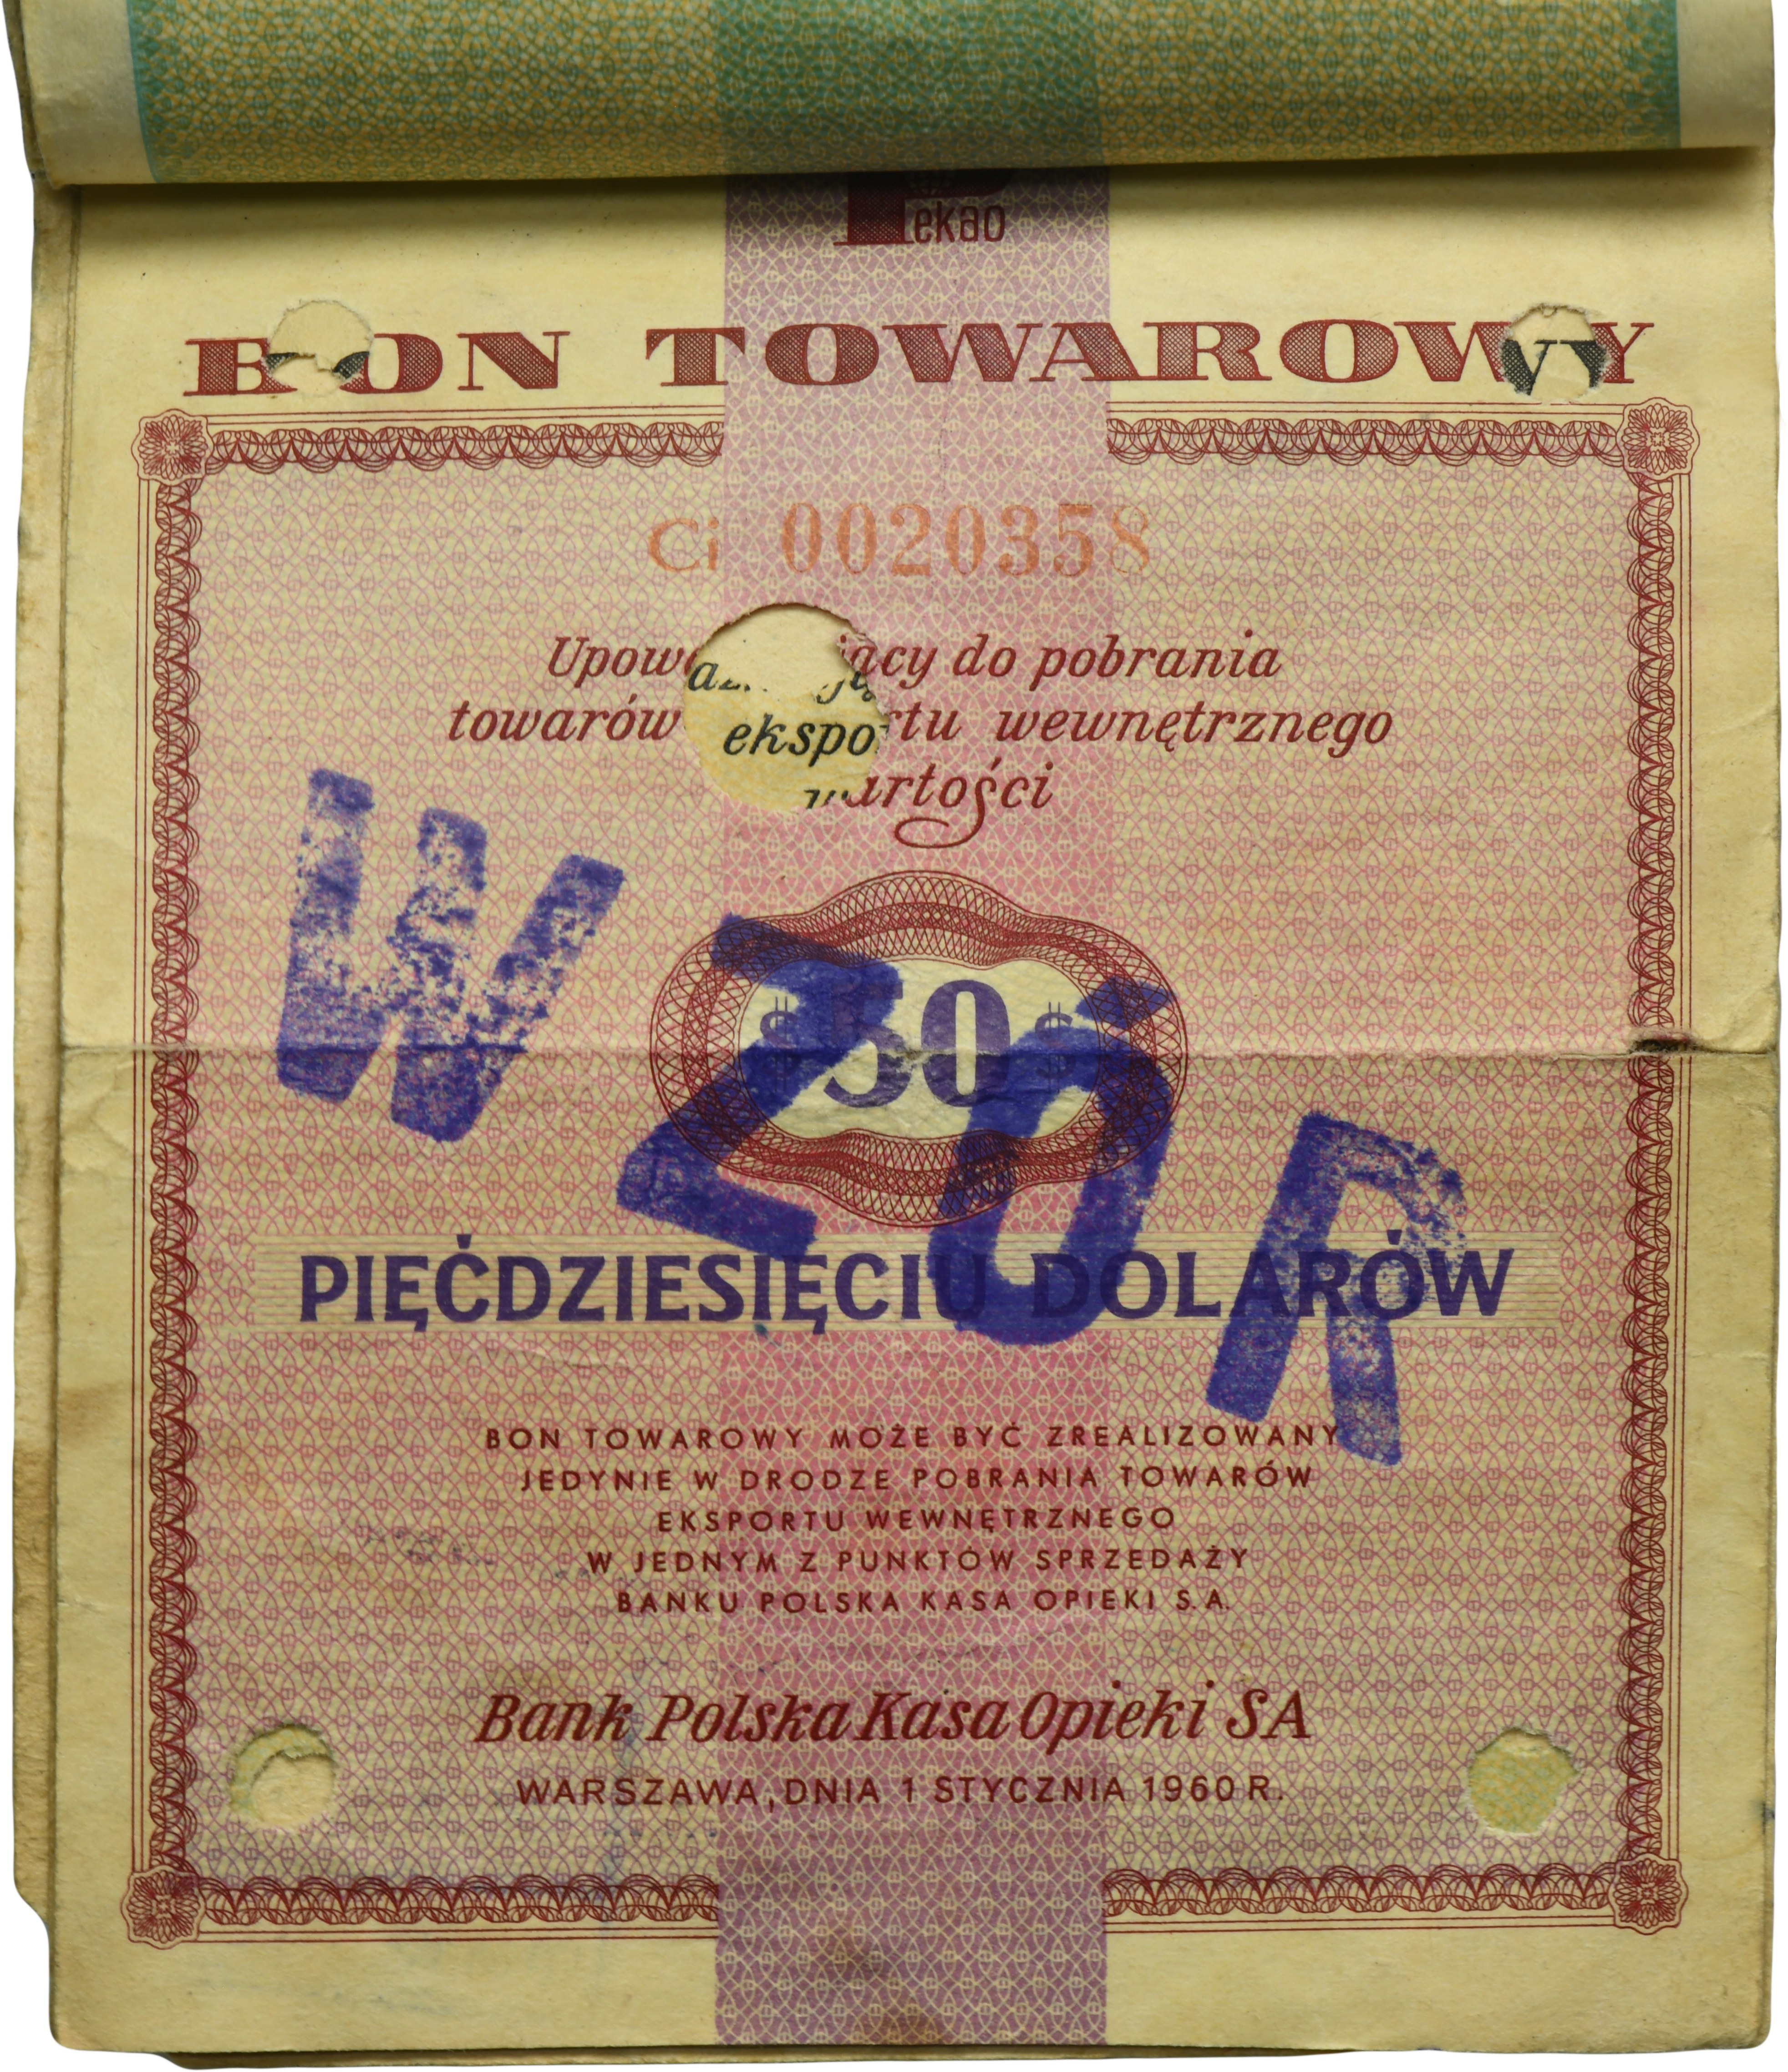 Pekao
BON TOWAROWY
Ci 0020358
do pobrania
towarów eksportu wewnętrznego
wartości
$ 50 $
WZÓR
PIĘĆDZIESIĘCIU DOLARÓW
BON TOWAROWY MOŻE BYĆ ZREALIZOWANY
JEDYNIE W DRODZE POBRANIA TOWARÓW
EKSPORTU WEWNĘTRZNEGO
W JEDNYM Z PUNKTÓW SPRZEDAŻY
BANKU POLSKA KASA OPIEKI S.A.
Bank Polska Kasa Opieki SA
WARSZAWA, DNIA 1 STYCZNIA 1960 R.